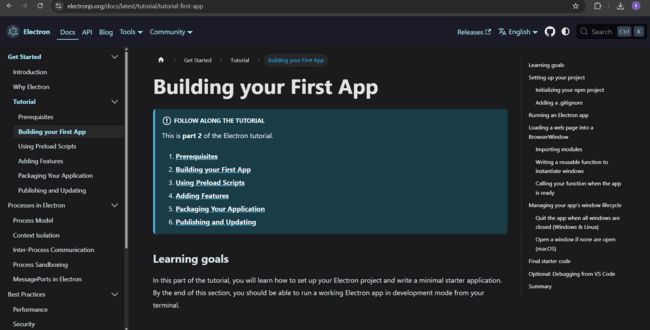 electronjs.org/docs/latest/tutorial/tutorial-first-app
Electron Docs API Blog Tools Community Releases English Search Ctrl K
Get Started
Introduction
Why Electron
Tutorial
Prerequisites
Building your First App
Using Preload Scripts
Adding Features
Packaging Your Application
Publishing and Updating
Processes in Electron
Process Model
Context Isolation
Inter-Process Communication
Process Sandboxing
MessagePorts in Electron
Best Practices
Performance
Security
Get Started Tutorial Building your First App
Building your First App
FOLLOW ALONG THE TUTORIAL
This is part 2 of the Electron tutorial.
1. Prerequisites
2. Building your First App
3. Using Preload Scripts
4. Adding Features
5. Packaging Your Application
6. Publishing and Updating
Learning goals
In this part of the tutorial, you will learn how to set up your Electron project and write a minimal starter application.
By the end of this section, you should be able to run a working Electron app in development mode from your
terminal.
Learning goals
Setting up your project
Initializing your npm
project
Adding a .gitignore
Running an Electron app
Loading a web page into a
BrowserWindow
Importing modules
Writing a reusable function to
instantiate windows
Calling your function when the app
is ready
Managing your app's window lifecycle
Quit the app when all windows are
closed (Windows & Linux)
Open a window if none are open
(macOS)
Final starter code
Optional: Debugging from VS Code
Summary